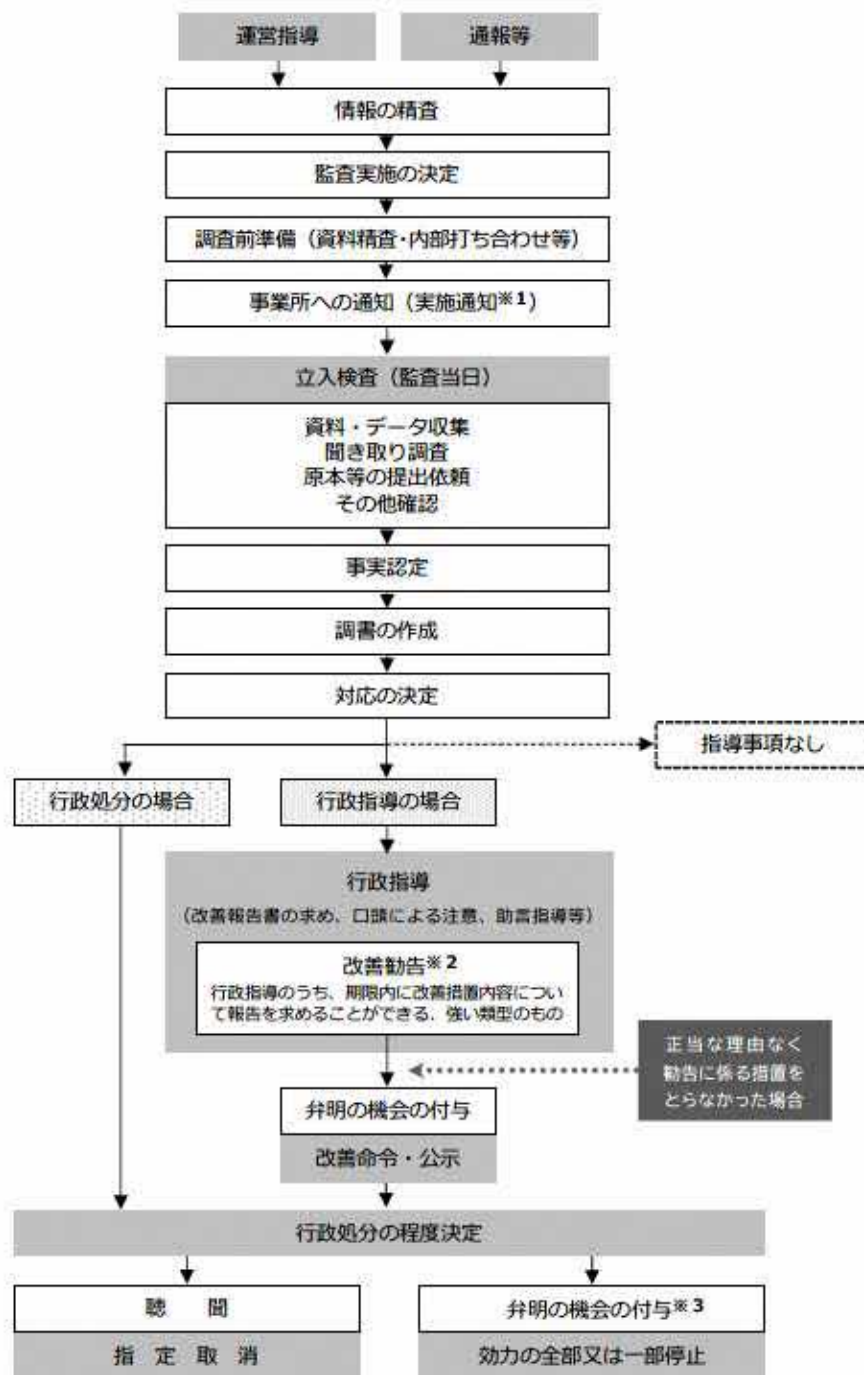 運営指導
通報等
情報の精査
監査実施の決定
調査前準備（資料精査・内部打ち合わせ等）
事業所への通知（実施通知※1）
立入検査（監査当日）
資料・データ収集
聞き取り調査
原本等の提出依頼
その他確認
事実認定
調書の作成
対応の決定
指導事項なし
行政処分の場合
行政指導の場合
行政指導
（改善報告書の求め、口頭による注意、助言指導等）
改善勧告※2
行政指導のうち、期限内に改善措置内容につい
て報告を求めることができる、強い類型のもの
正当な理由なく
勧告に係る措置を
とらなかった場合
弁明の機会の付与
改善命令・公示
行政処分の程度決定
聴　聞
弁明の機会の付与※3
指 定 取 消
効力の全部又は一部停止